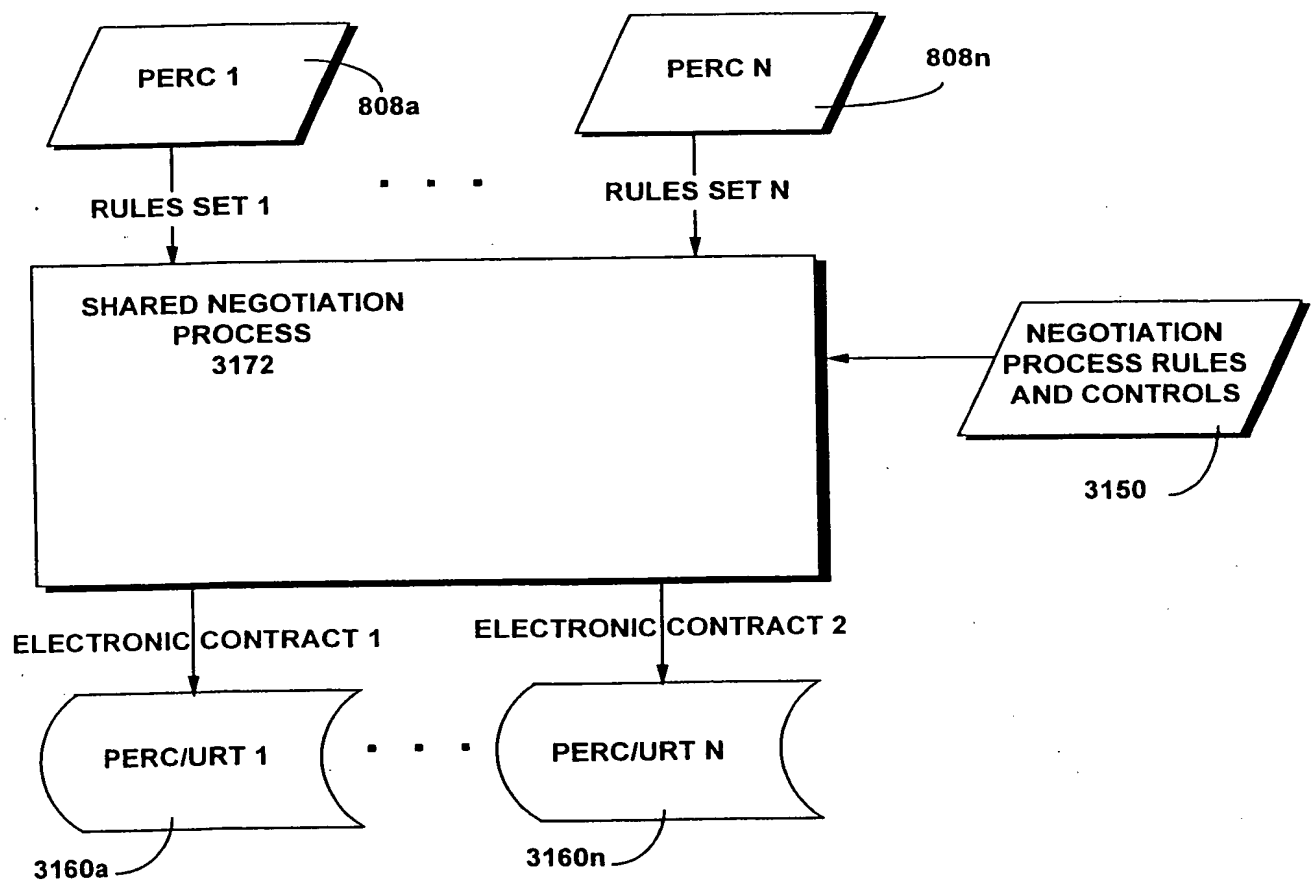 PERC 1
808a
PERC N
808n
RULES SET 1
RULES SET N
SHARED NEGOTIATION
PROCESS
3172
NEGOTIATION
PROCESS RULES
AND CONTROLS
3150
ELECTRONIC CONTRACT 1
ELECTRONIC CONTRACT 2
PERC/URT 1
PERC/URT N
3160a
3160n